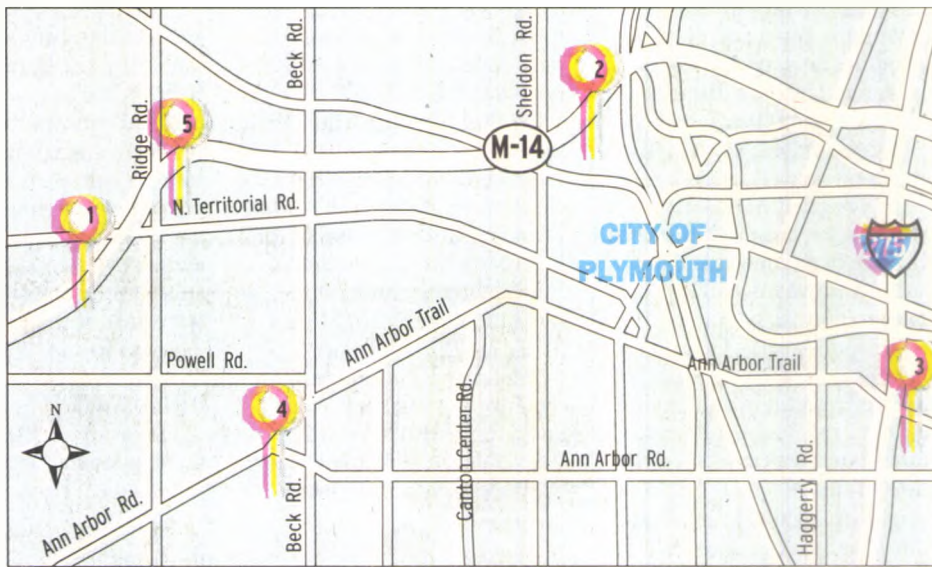 Beck Rd.
Sheldon Rd.
Ridge Rd.
2
5
M-14
1
N. Territorial Rd.
CITY OF
PLYMOUTH
Ann Arbor Trail
Powell Rd.
Ann Arbor Trail
3
N
4
Canton Center Rd.
Ann Arbor Rd.
Haggerty Rd.
Beck Rd.
Ann Arbor Rd.